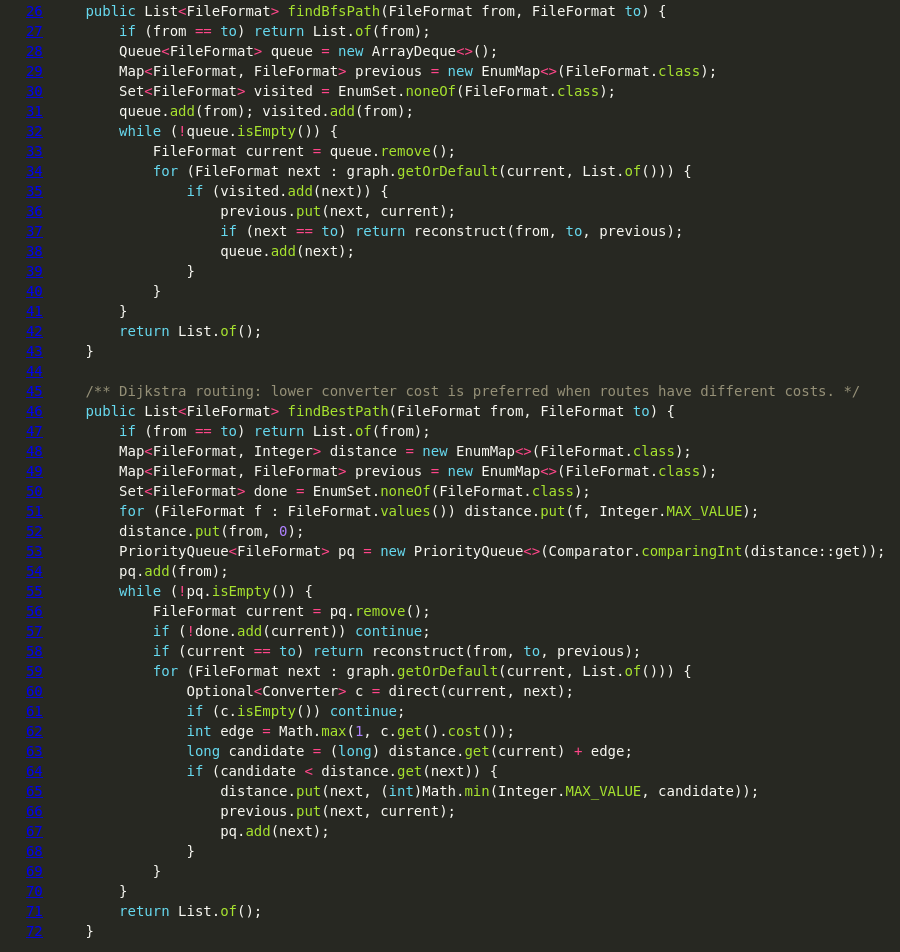 26     public List<FileFormat> findBfsPath(FileFormat from, FileFormat to) {
27         if (from == to) return List.of(from);
28         Queue<FileFormat> queue = new ArrayDeque<>();
29         Map<FileFormat, FileFormat> previous = new EnumMap<>(FileFormat.class);
30         Set<FileFormat> visited = EnumSet.noneOf(FileFormat.class);
31         queue.add(from); visited.add(from);
32         while (!queue.isEmpty()) {
33             FileFormat current = queue.remove();
34             for (FileFormat next : graph.getOrDefault(current, List.of())) {
35                 if (visited.add(next)) {
36                     previous.put(next, current);
37                     if (next == to) return reconstruct(from, to, previous);
38                     queue.add(next);
39                 }
40             }
41         }
42         return List.of();
43     }
44
45     /** Dijkstra routing: lower converter cost is preferred when routes have different costs. */
46     public List<FileFormat> findBestPath(FileFormat from, FileFormat to) {
47         if (from == to) return List.of(from);
48         Map<FileFormat, Integer> distance = new EnumMap<>(FileFormat.class);
49         Map<FileFormat, FileFormat> previous = new EnumMap<>(FileFormat.class);
50         Set<FileFormat> done = EnumSet.noneOf(FileFormat.class);
51         for (FileFormat f : FileFormat.values()) distance.put(f, Integer.MAX_VALUE);
52         distance.put(from, 0);
53         PriorityQueue<FileFormat> pq = new PriorityQueue<>(Comparator.comparingInt(distance::get));
54         pq.add(from);
55         while (!pq.isEmpty()) {
56             FileFormat current = pq.remove();
57             if (!done.add(current)) continue;
58             if (current == to) return reconstruct(from, to, previous);
59             for (FileFormat next : graph.getOrDefault(current, List.of())) {
60                 Optional<Converter> c = direct(current, next);
61                 if (c.isEmpty()) continue;
62                 int edge = Math.max(1, c.get().cost());
63                 long candidate = (long) distance.get(current) + edge;
64                 if (candidate < distance.get(next)) {
65                     distance.put(next, (int)Math.min(Integer.MAX_VALUE, candidate));
66                     previous.put(next, current);
67                     pq.add(next);
68                 }
69             }
70         }
71         return List.of();
72     }